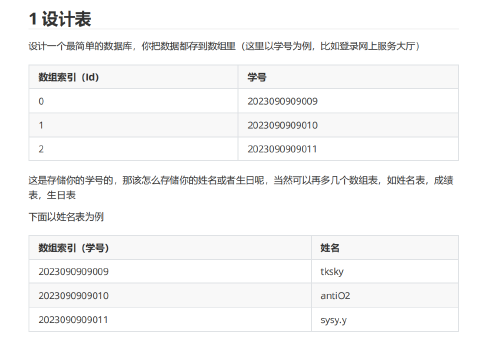 1 设计表
设计一个最简单的数据库，你把数据都存到数组里（这里以学号为例，比如登录网上服务大厅）
数组索引（Id） 学号
0 2023090909009
1 2023090909010
2 2023090909011
这是存储你的学号的，那该怎么存储你的姓名或者生日呢，当然可以再多几个数组表，如姓名表，成绩
表，生日表
下面以姓名表为例
数组索引（学号） 姓名
2023090909009 tksky
2023090909010 antiO2
2023090909011 sysy.y